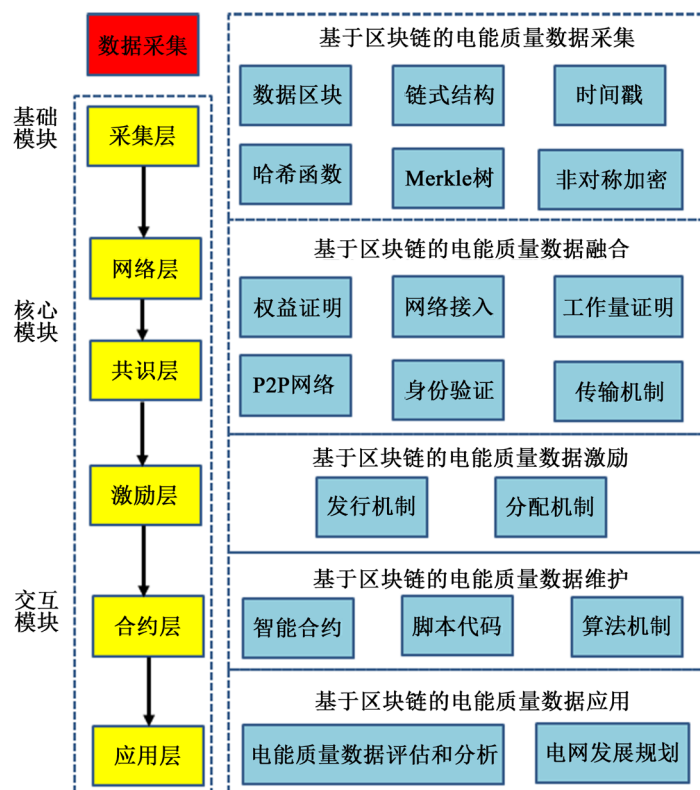 数据采集
基础
模块
采集层
网络层
核心
模块
共识层
激励层
交互
模块
合约层
应用层
基于区块链的电能质量数据采集
数据区块
链式结构
时间戳
哈希函数
Merkle树
非对称加密
基于区块链的电能质量数据融合
权益证明
网络接入
工作量证明
P2P网络
身份验证
传输机制
基于区块链的电能质量数据激励
发行机制
分配机制
基于区块链的电能质量数据维护
智能合约
脚本代码
算法机制
基于区块链的电能质量数据应用
电能质量数据评估和分析
电网发展规划